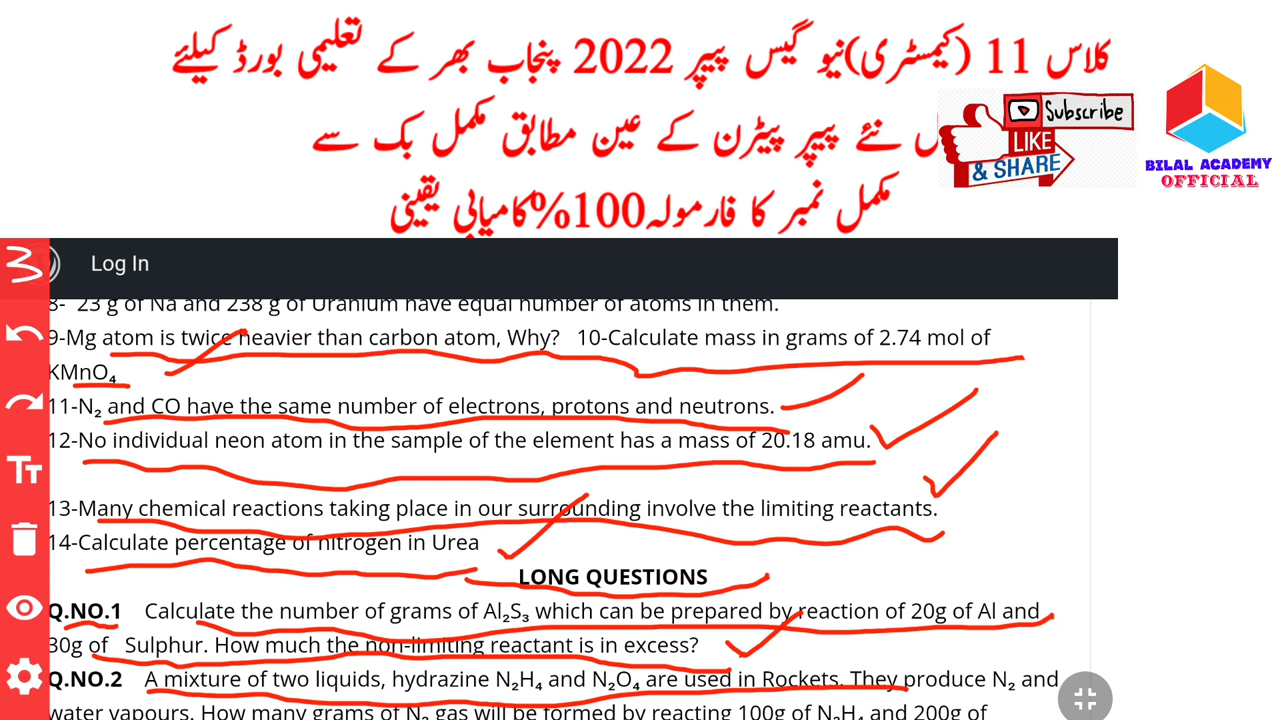 کلاس 11 (کیمسٹری)نیو گیس پیپر 2022 پنجاب بھر کے تعلیمی بورڈ کیلئے
نئے پیپر پیٹرن کے عین مطابق مکمل بک سے
مکمل نمبر کا فارمولہ100%کامیابی یقینی
Subscribe
LIKE
& SHARE
BILAL ACADEMY
OFFICIAL
Log In
8- 23 g of Na and 238 g of Uranium have equal number of atoms in them.
9-Mg atom is twice heavier than carbon atom, Why? 10-Calculate mass in grams of 2.74 mol of
KMnO₄
11-N₂ and CO have the same number of electrons, protons and neutrons.
12-No individual neon atom in the sample of the element has a mass of 20.18 amu.
13-Many chemical reactions taking place in our surrounding involve the limiting reactants.
14-Calculate percentage of nitrogen in Urea
LONG QUESTIONS
Q.NO.1 Calculate the number of grams of Al₂S₃ which can be prepared by reaction of 20g of Al and
30g of Sulphur. How much the non-limiting reactant is in excess?
Q.NO.2 A mixture of two liquids, hydrazine N₂H₄ and N₂O₄ are used in Rockets. They produce N₂ and
water vapours. How many grams of N₂ gas will be formed by reacting 100g of N₂H₄ and 200g of
Tт